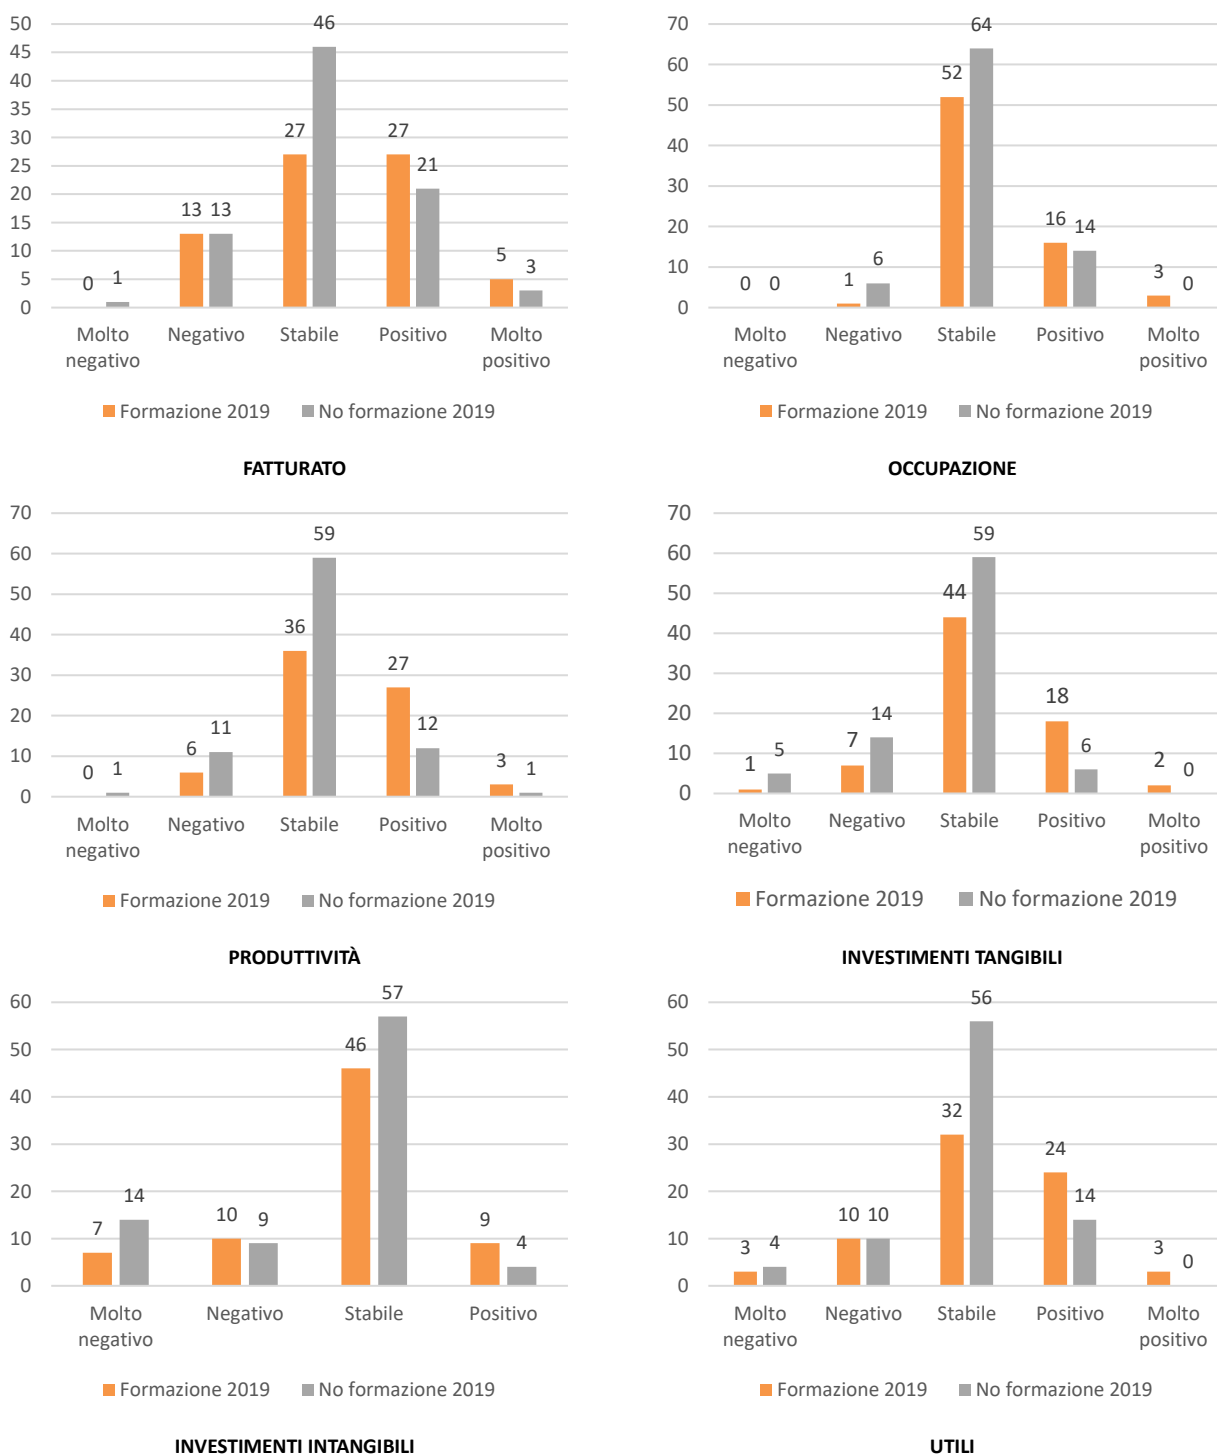 50
45
40
35
30
25
20
15
10
5
0
46
27
27
21
13 13
5
3
0 1
Molto negativo
Negativo
Stabile
Positivo
Molto positivo
Formazione 2019 No formazione 2019
FATTURATO
70
60
50
40
30
20
10
0
64
52
16 14
6
3
0 0
1
0
Molto negativo
Negativo
Stabile
Positivo
Molto positivo
Formazione 2019 No formazione 2019
OCCUPAZIONE
70
60
50
40
30
20
10
0
59
36
27
11
12
6
3
0 1
1
Molto negativo
Negativo
Stabile
Positivo
Molto positivo
Formazione 2019 No formazione 2019
PRODUTTIVITÀ
70
60
50
40
30
20
10
0
59
44
18
14
7
6
5
1
2 0
Molto negativo
Negativo
Stabile
Positivo
Molto positivo
Formazione 2019 No formazione 2019
INVESTIMENTI TANGIBILI
60
50
40
30
20
10
0
57
46
14
7
10 9
9
4
Molto negativo
Negativo
Stabile
Positivo
Formazione 2019 No formazione 2019
INVESTIMENTI INTANGIBILI
60
50
40
30
20
10
0
56
32
24
14
10 10
3 4
3
0
Molto negativo
Negativo
Stabile
Positivo
Molto positivo
Formazione 2019 No formazione 2019
UTILI